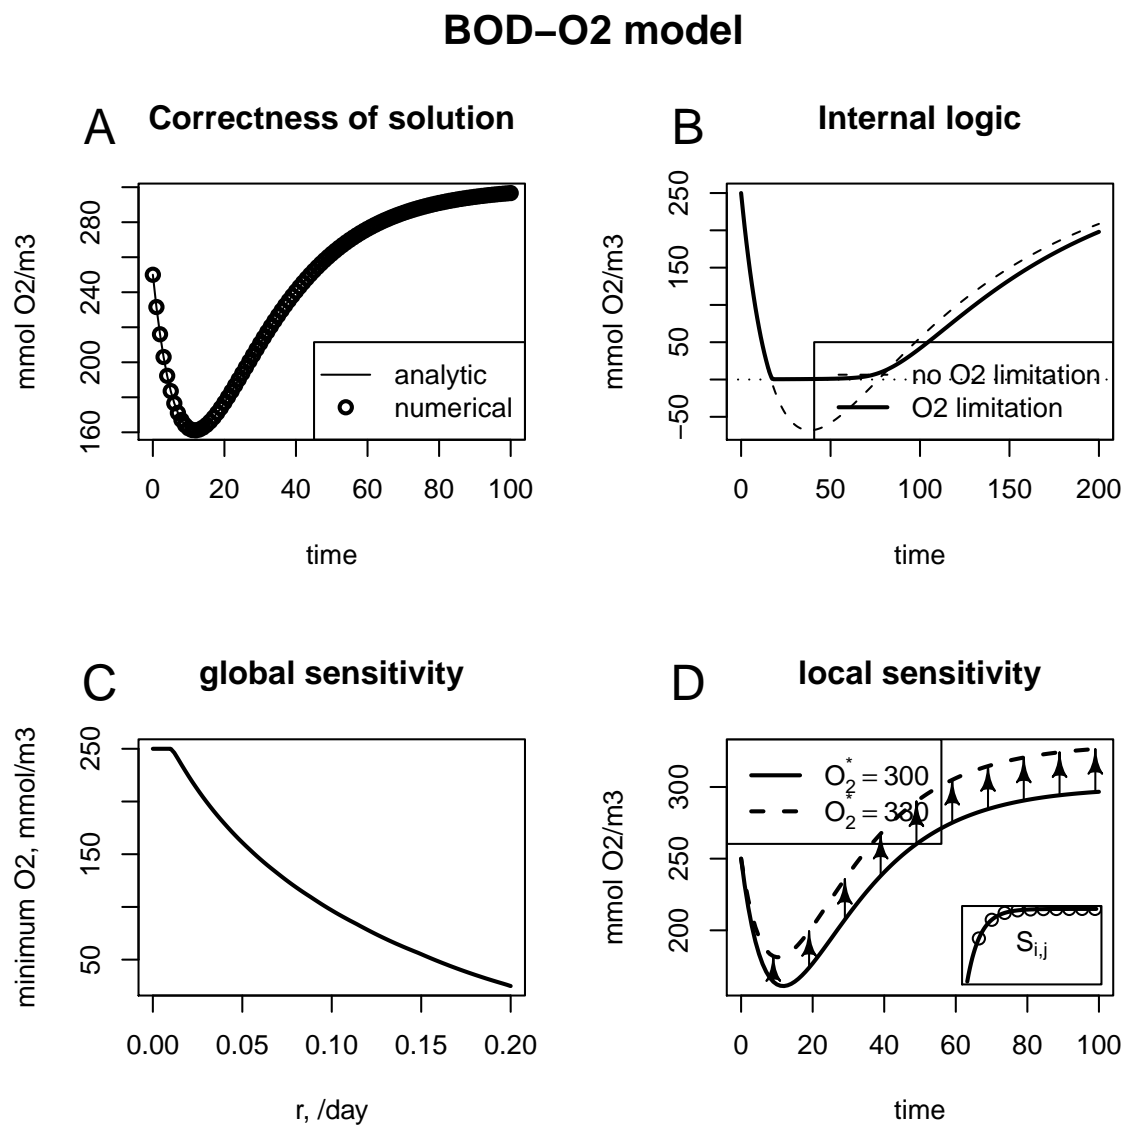 BOD–O2 model
A Correctness of solution
mmol O2/m3
280
240
200
160
analytic
numerical
0 20 40 60 80 100
time
B Internal logic
mmol O2/m3
250
150
50
−50
no O2 limitation
O2 limitation
0 50 100 150 200
time
C global sensitivity
minimum O2, mmol/m3
250
150
50
0.00 0.05 0.10 0.15 0.20
r, /day
D local sensitivity
mmol O2/m3
300
250
200
O2* = 300
O2* = 330
Si,j
0 20 40 60 80 100
time